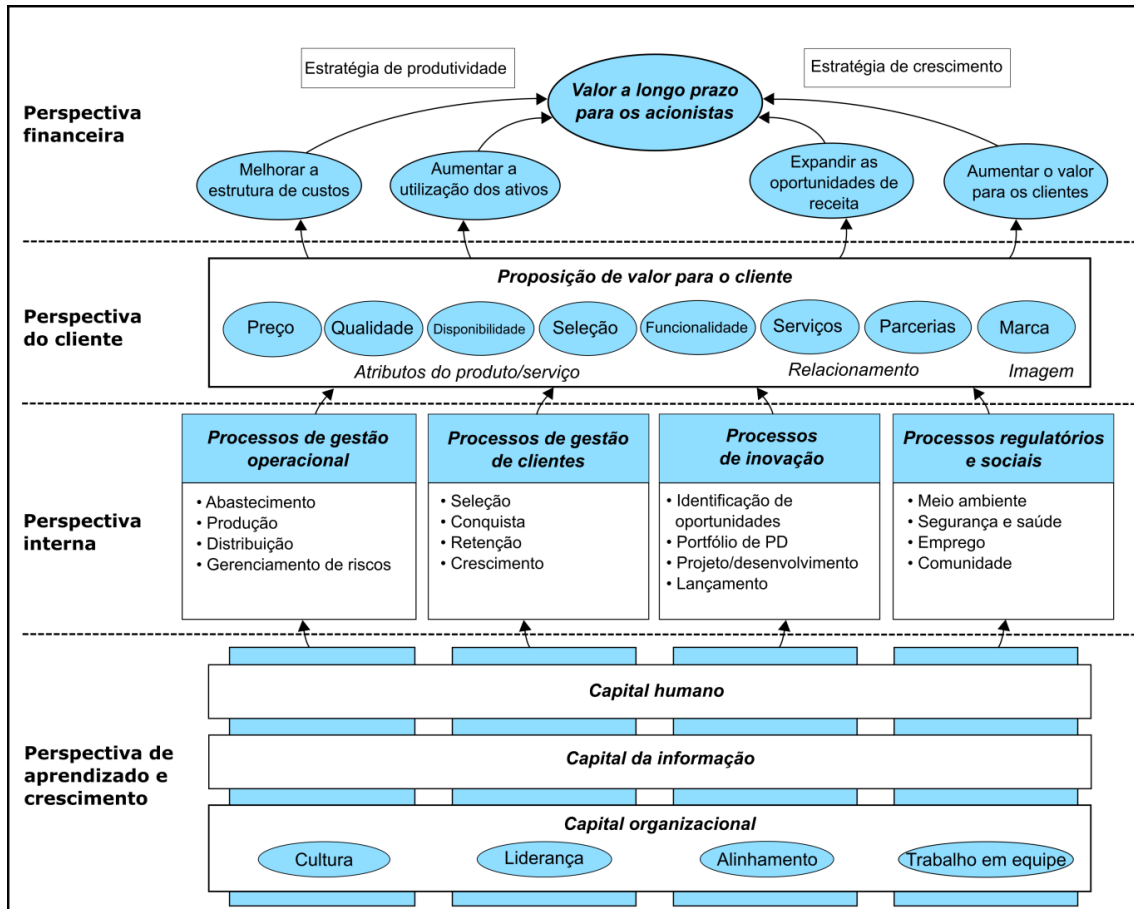 Estratégia de produtividade
Estratégia de crescimento
Valor a longo prazo
para os acionistas
Perspectiva
financeira
Melhorar a
estrutura de custos
Aumentar a
utilização dos ativos
Expandir as
oportunidades de
receita
Aumentar o valor
para os clientes
Proposição de valor para o cliente
Perspectiva
do cliente
Preço
Qualidade
Disponibilidade
Seleção
Funcionalidade
Serviços
Parcerias
Marca
Atributos do produto/serviço
Relacionamento
Imagem
Perspectiva
interna
Processos de gestão
operacional
• Abastecimento
• Produção
• Distribuição
• Gerenciamento de riscos
Processos de gestão
de clientes
• Seleção
• Conquista
• Retenção
• Crescimento
Processos
de inovação
• Identificação de
oportunidades
• Portfólio de PD
• Projeto/desenvolvimento
• Lançamento
Processos regulatórios
e sociais
• Meio ambiente
• Segurança e saúde
• Emprego
• Comunidade
Perspectiva de
aprendizado e
crescimento
Capital humano
Capital da informação
Capital organizacional
Cultura
Liderança
Alinhamento
Trabalho em equipe